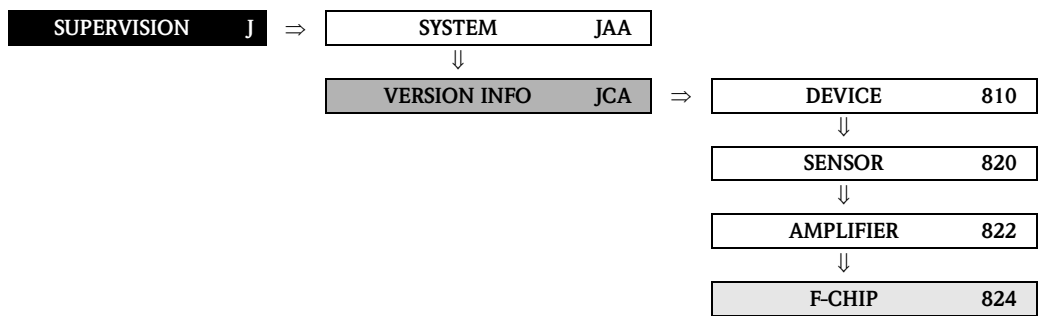 SUPERVISION J ⇒ SYSTEM JAA
⇓
VERSION INFO JCA ⇒ DEVICE 810
⇓
SENSOR 820
⇓
AMPLIFIER 822
⇓
F-CHIP 824